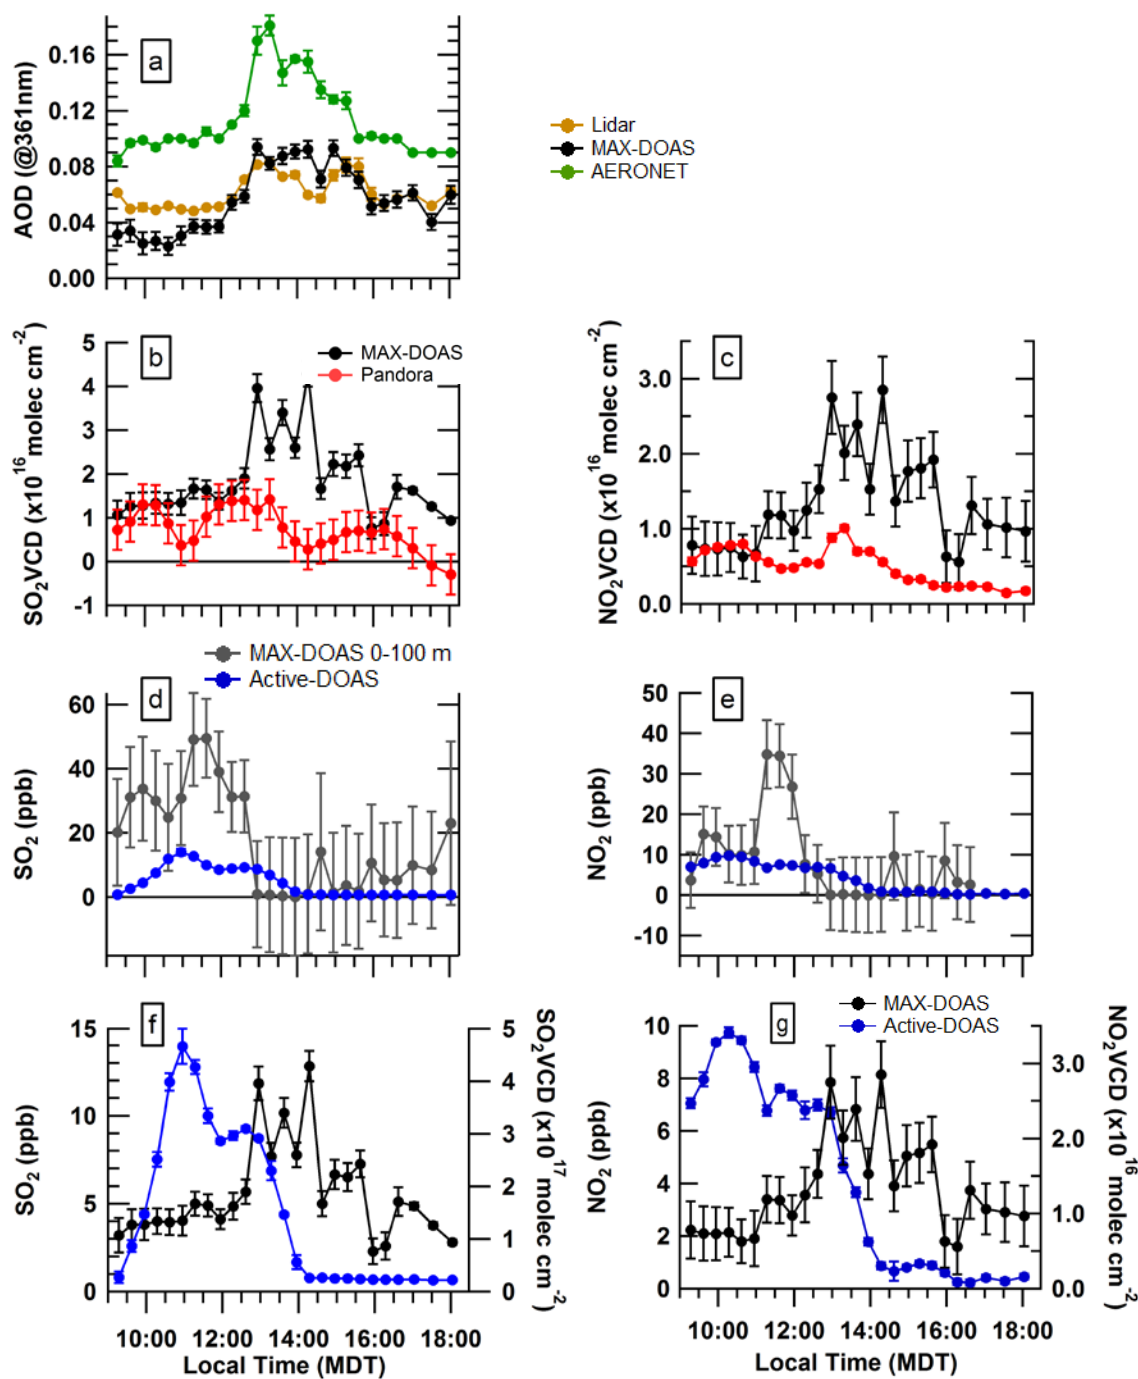 a
AOD (@361nm)
0.16
0.12
0.08
0.04
0.00
Lidar
MAX-DOAS
AERONET
b
SO2VCD (x10^16 molec cm^-2)
5
4
3
2
1
0
-1
MAX-DOAS
Pandora
c
NO2VCD (x10^16 molec cm^-2)
3.0
2.0
1.0
0.0
MAX-DOAS 0-100 m
Active-DOAS
d
SO2 (ppb)
60
40
20
0
e
NO2 (ppb)
50
40
30
20
10
0
-10
f
SO2 (ppb)
15
10
5
0
5
4
3
2
1
0
SO2VCD (x10^17 molec cm^-2)
10:00 12:00 14:00 16:00 18:00
Local Time (MDT)
MAX-DOAS
Active-DOAS
g
NO2 (ppb)
10
8
6
4
2
0
3.0
2.0
1.0
0.0
NO2VCD (x10^16 molec cm^-2)
10:00 12:00 14:00 16:00 18:00
Local Time (MDT)